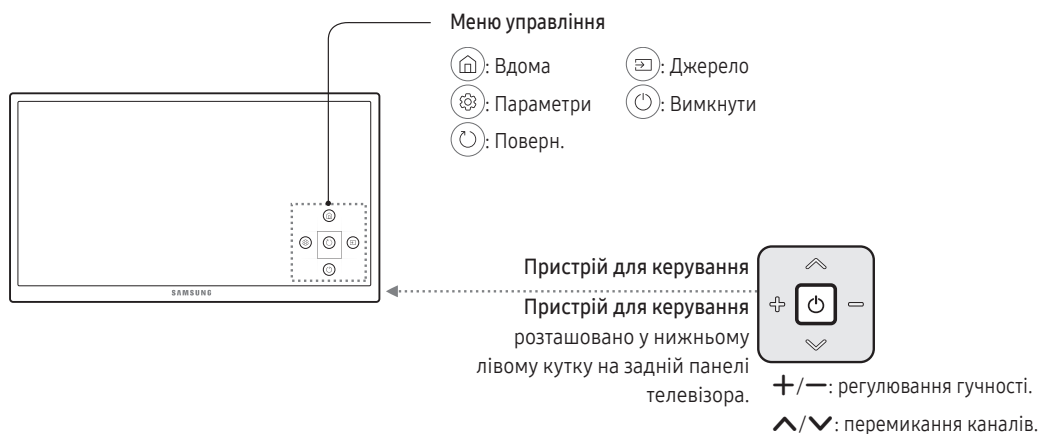 Меню управління
: Вдома
: Джерело
: Параметри
: Вимкнути
: Поверн.
SAMSUNG
Пристрій для керування
Пристрій для керування
розташовано у нижньому
лівому кутку на задній панелі
телевізора.
+/−: регулювання гучності.
∧/∨: перемикання каналів.